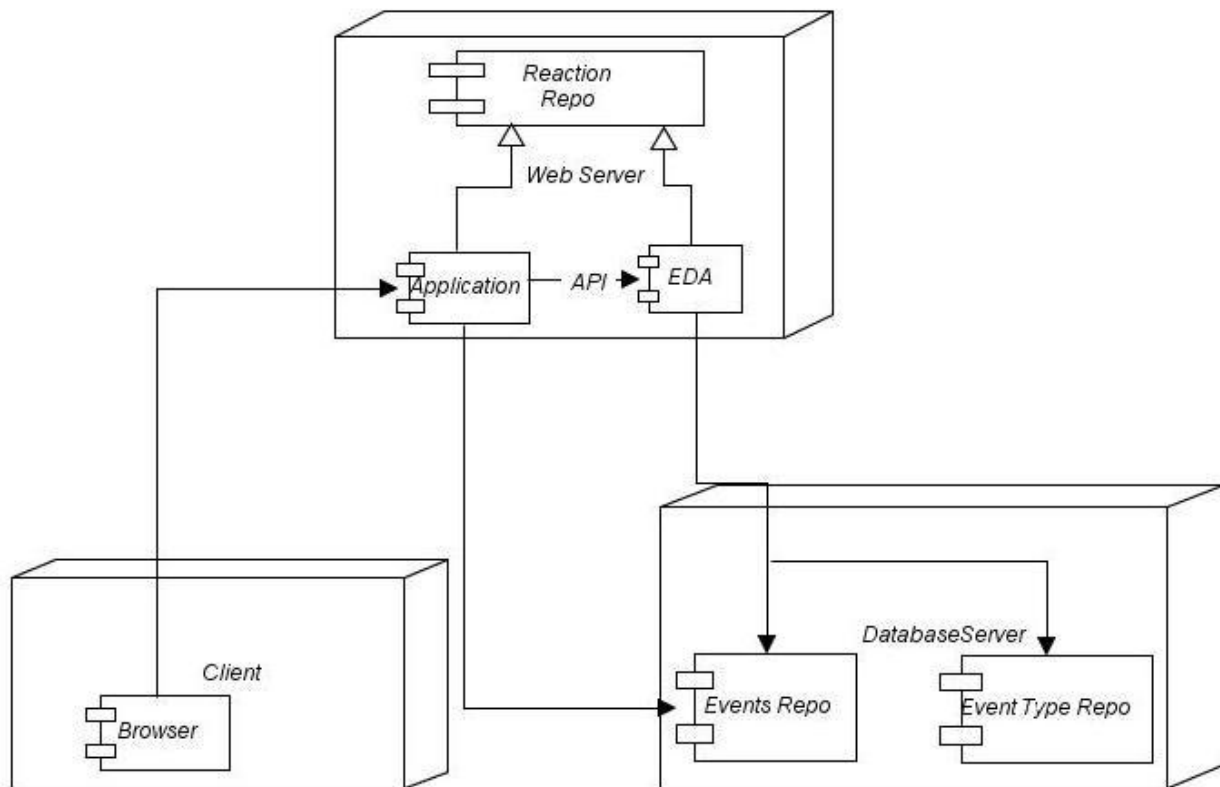 Reaction
Repo
Web Server
Application
API
EDA
DatabaseServer
Client
Events Repo
Event Type Repo
Browser